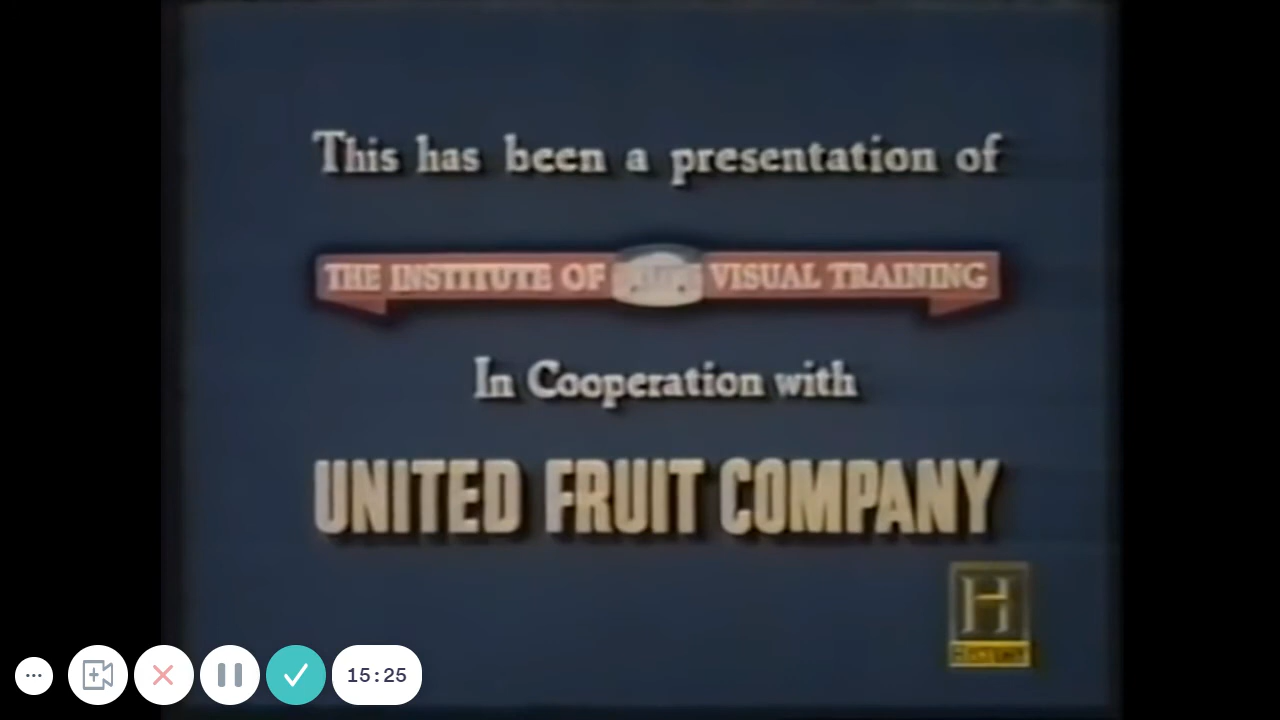 This has been a presentation of
THE INSTITUTE OF VISUAL TRAINING
In Cooperation with
UNITED FRUIT COMPANY
H
15:25